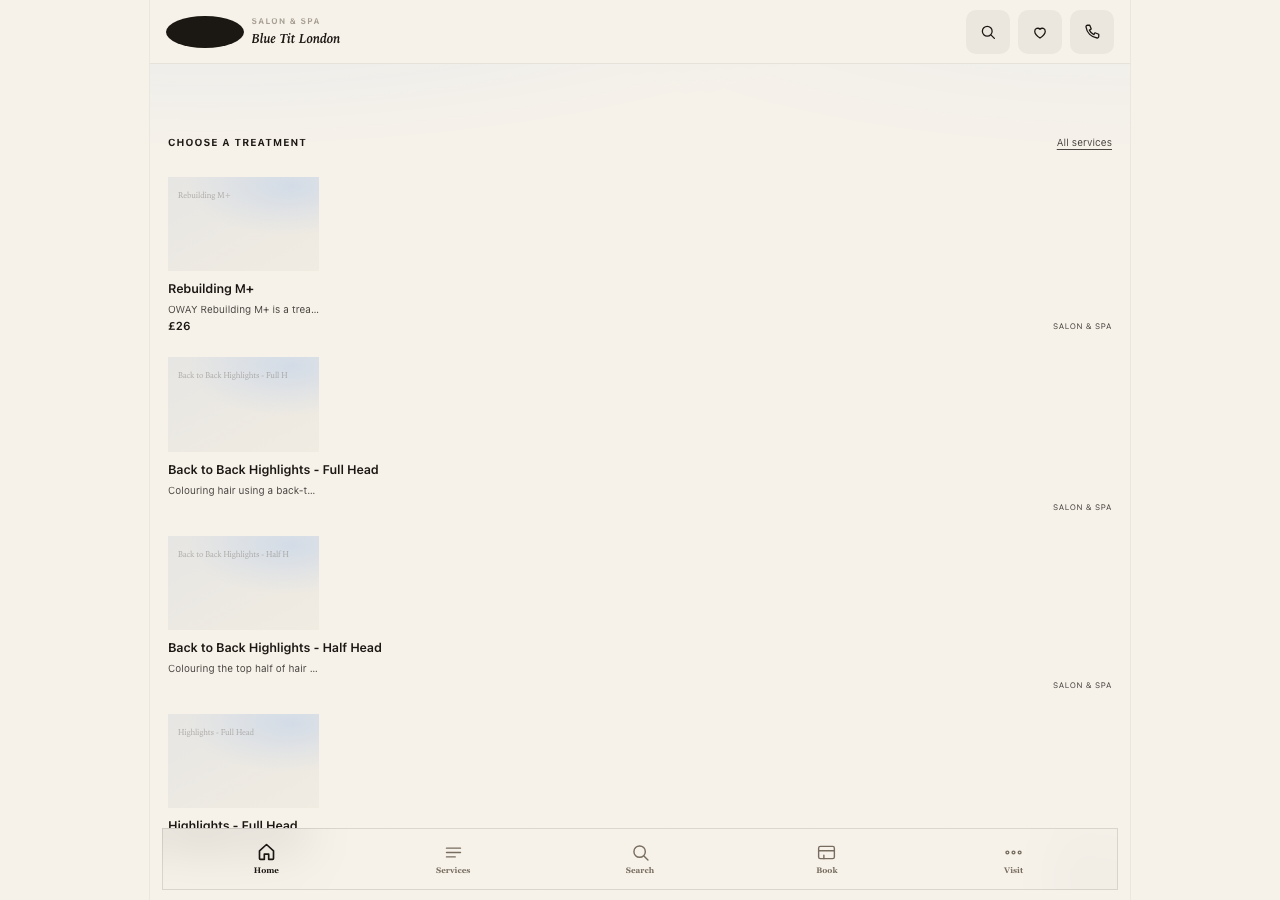 SALON & SPA
Blue Tit London
CHOOSE A TREATMENT
All services
Rebuilding M+
Rebuilding M+
OWAY Rebuilding M+ is a trea...
£26
SALON & SPA
Back to Back Highlights - Full H
Back to Back Highlights - Full Head
Colouring hair using a back-t...
SALON & SPA
Back to Back Highlights - Half H
Back to Back Highlights - Half Head
Colouring the top half of hair ...
SALON & SPA
Highlights - Full Head
Highlights - Full Head
Home
Services
Search
Book
Visit